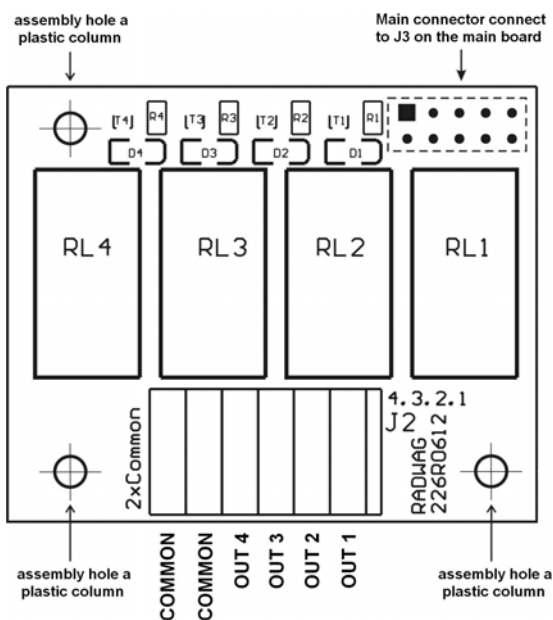 assembly hole a
plastic column
Main connector connect
to J3 on the main board
[T4] R4 [T3] R3 [T2] R2 [T1] R1
D4 D3 D2 D1
RL4 RL3 RL2 RL1
4.3.2.1
J2
2xCommon
RADWAG
226R0612
COMMON
COMMON
OUT 4
OUT 3
OUT 2
OUT 1
assembly hole a
plastic column
assembly hole a
plastic column